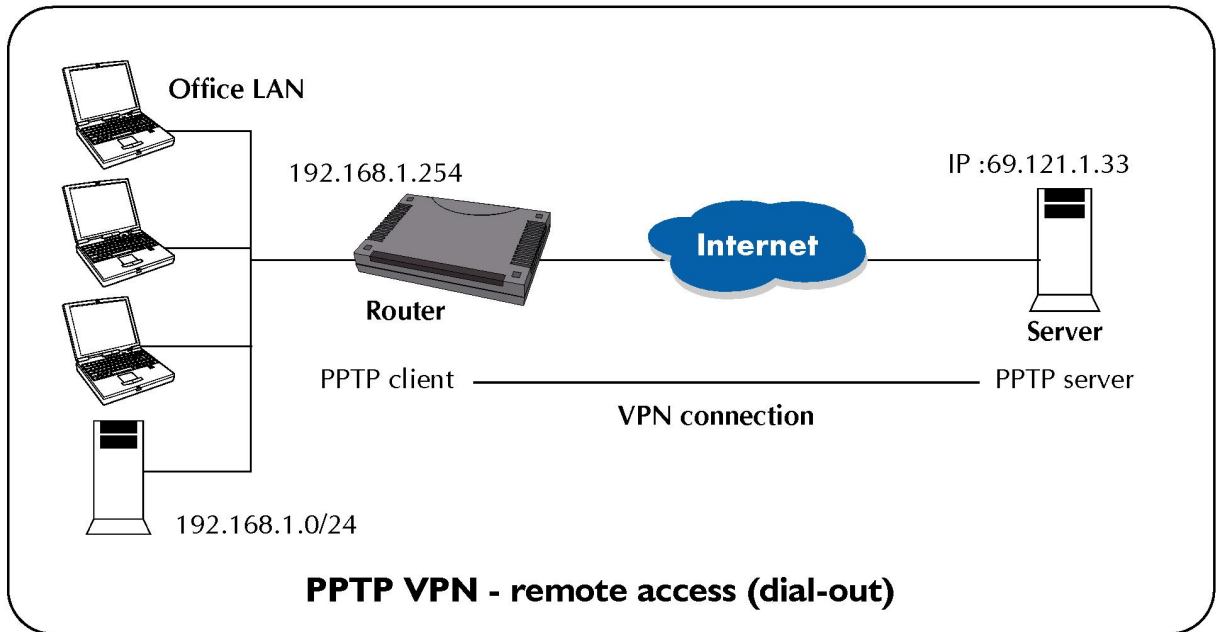 Office LAN
192.168.1.254
IP :69.121.1.33
Internet
Router
Server
PPTP client
PPTP server
VPN connection
192.168.1.0/24
PPTP VPN - remote access (dial-out)